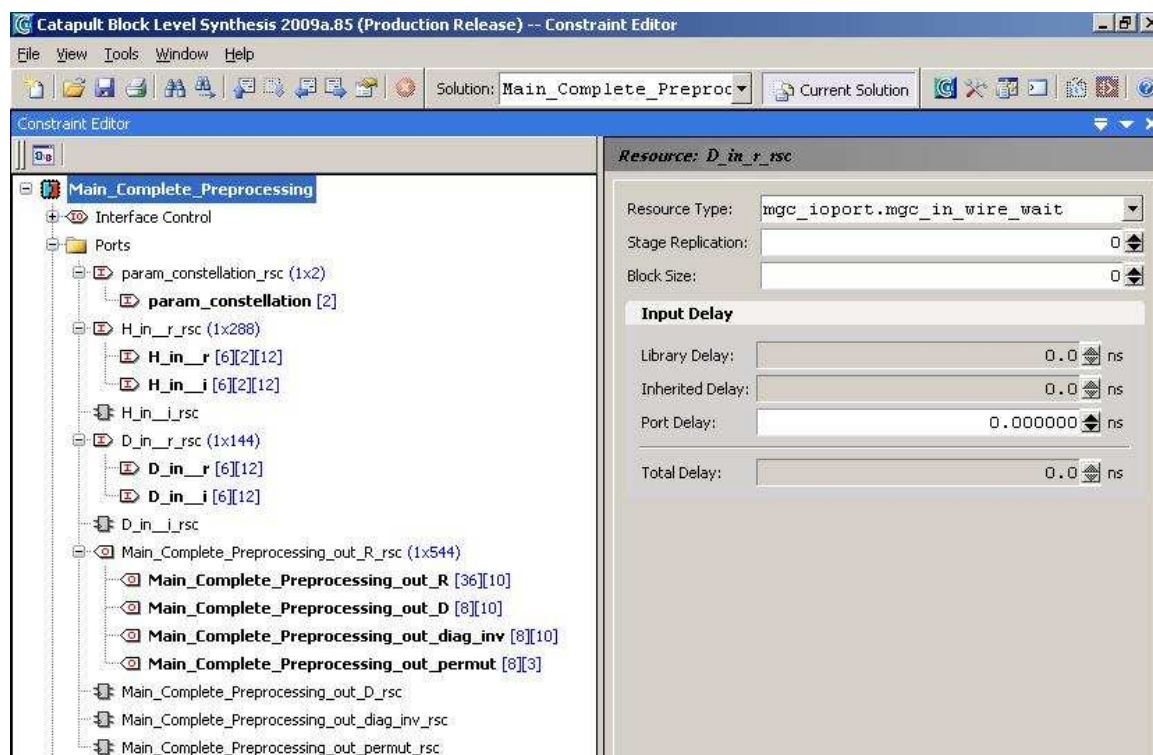 Catapult Block Level Synthesis 2009a.85 (Production Release) -- Constraint Editor
File View Tools Window Help
Solution: Main_Complete_Preproc Current Solution
Constraint Editor
Resource: D_in_r_rsc
Main_Complete_Preprocessing
Interface Control
Ports
param_constellation_rsc (1x2)
param_constellation [2]
H_in__r_rsc (1x288)
H_in__r [6][2][12]
H_in__i [6][2][12]
H_in__i_rsc
D_in__r_rsc (1x144)
D_in__r [6][12]
D_in__i [6][12]
D_in__i_rsc
Main_Complete_Preprocessing_out_R_rsc (1x544)
Main_Complete_Preprocessing_out_R [36][10]
Main_Complete_Preprocessing_out_D [8][10]
Main_Complete_Preprocessing_out_diag_inv [8][10]
Main_Complete_Preprocessing_out_permut [8][3]
Main_Complete_Preprocessing_out_D_rsc
Main_Complete_Preprocessing_out_diag_inv_rsc
Main_Complete_Preprocessing_out_permut_rsc
Resource Type: mgc_ioport.mgc_in_wire_wait
Stage Replication: 0
Block Size: 0
Input Delay
Library Delay: 0.0 ns
Inherited Delay: 0.0 ns
Port Delay: 0.000000 ns
Total Delay: 0.0 ns